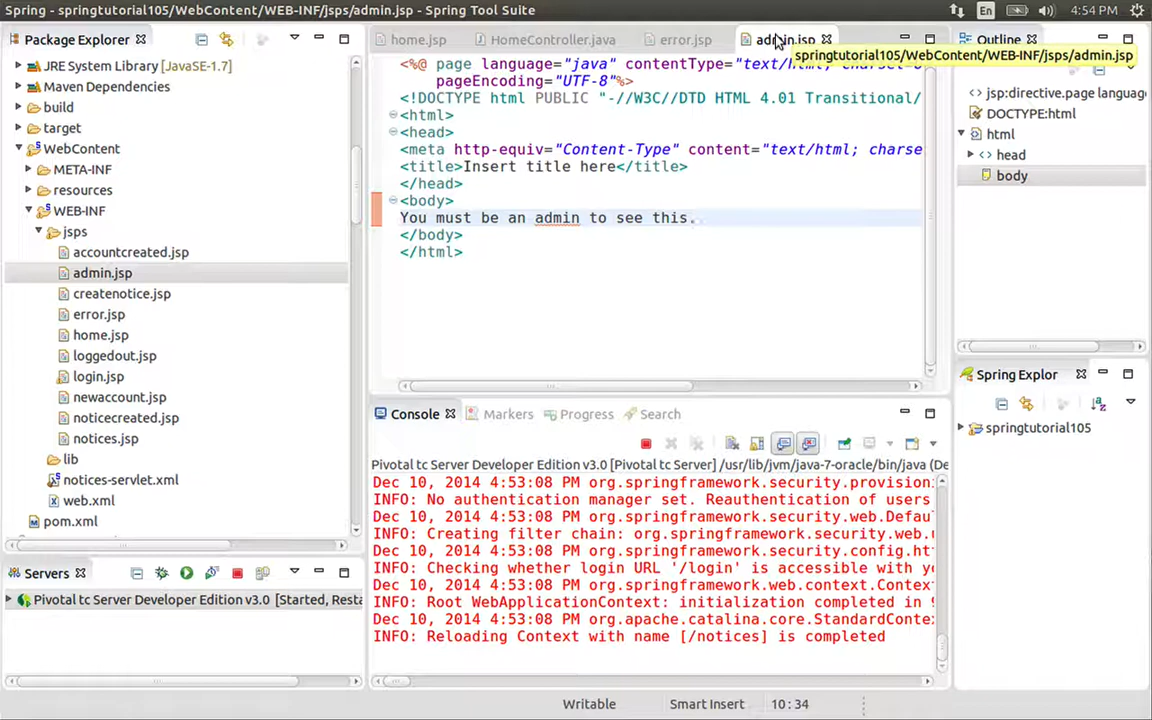 Spring - springtutorial105/WebContent/WEB-INF/jsps/admin.jsp - Spring Tool Suite
En
4:54 PM
Package Explorer
JRE System Library [JavaSE-1.7]
Maven Dependencies
build
target
WebContent
META-INF
resources
WEB-INF
jsps
accountcreated.jsp
admin.jsp
createnotice.jsp
error.jsp
home.jsp
loggedout.jsp
login.jsp
newaccount.jsp
noticecreated.jsp
notices.jsp
lib
notices-servlet.xml
web.xml
pom.xml
home.jsp
HomeController.java
error.jsp
admin.jsp
springtutorial105/WebContent/WEB-INF/jsps/admin.jsp
<%@ page language="java" contentType="text/html; charset=
pageEncoding="UTF-8"%>
<!DOCTYPE html PUBLIC "-//W3C//DTD HTML 4.01 Transitional/
<html>
<head>
<meta http-equiv="Content-Type" content="text/html; charse
<title>Insert title here</title>
</head>
<body>
You must be an admin to see this.
</body>
</html>
Outline
jsp:directive.page language
DOCTYPE:html
html
head
body
Spring Explor
springtutorial105
Servers
Pivotal tc Server Developer Edition v3.0 [Started, Resta
Console
Markers
Progress
Search
Pivotal tc Server Developer Edition v3.0 [Pivotal tc Server] /usr/lib/jvm/java-7-oracle/bin/java (De
Dec 10, 2014 4:53:08 PM org.springframework.security.provision
INFO: No authentication manager set. Reauthentication of users
Dec 10, 2014 4:53:08 PM org.springframework.security.web.Defau
INFO: Creating filter chain: org.springframework.security.web.
Dec 10, 2014 4:53:08 PM org.springframework.security.config.ht
INFO: Checking whether login URL '/login' is accessible with yo
Dec 10, 2014 4:53:08 PM org.springframework.web.context.Contex
INFO: Root WebApplicationContext: initialization completed in 9
Dec 10, 2014 4:53:08 PM org.apache.catalina.core.StandardConte
INFO: Reloading Context with name [/notices] is completed
Writable
Smart Insert
10:34